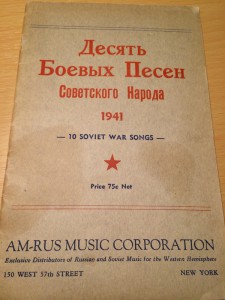 Десять
Боевых Песен
Советского Народа
1941
— 10 SOVIET WAR SONGS —
Price 75c Net
AM-RUS MUSIC CORPORATION
Exclusive Distributors of Russian and Soviet Music for the Western Hemisphere
150 WEST 57th STREET NEW YORK